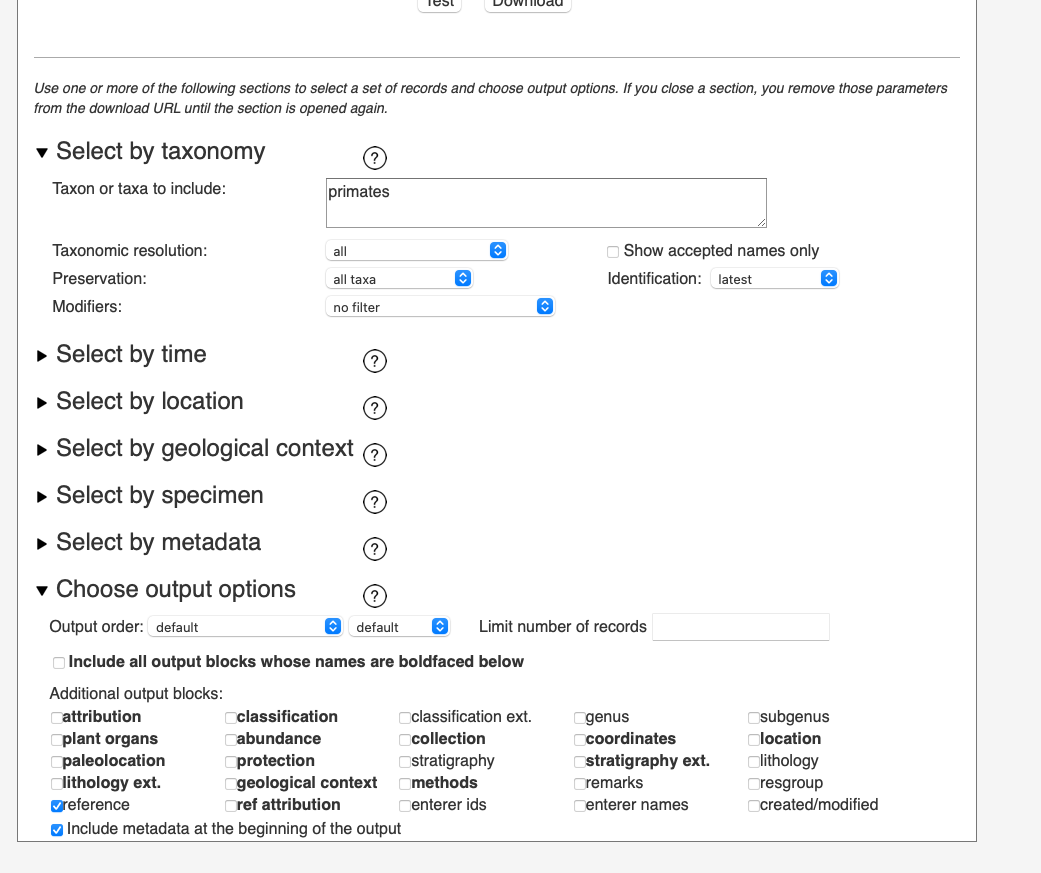 Test Download
Use one or more of the following sections to select a set of records and choose output options. If you close a section, you remove those parameters
from the download URL until the section is opened again.
▼ Select by taxonomy ?
Taxon or taxa to include: primates
Taxonomic resolution: all Show accepted names only
Preservation: all taxa Identification: latest
Modifiers: no filter
▶ Select by time ?
▶ Select by location ?
▶ Select by geological context ?
▶ Select by specimen ?
▶ Select by metadata ?
▼ Choose output options ?
Output order: default default Limit number of records
Include all output blocks whose names are boldfaced below
Additional output blocks:
attribution classification classification ext. genus subgenus
plant organs abundance collection coordinates location
paleolocation protection stratigraphy stratigraphy ext. lithology
lithology ext. geological context methods remarks resgroup
reference ref attribution enterer ids enterer names created/modified
Include metadata at the beginning of the output